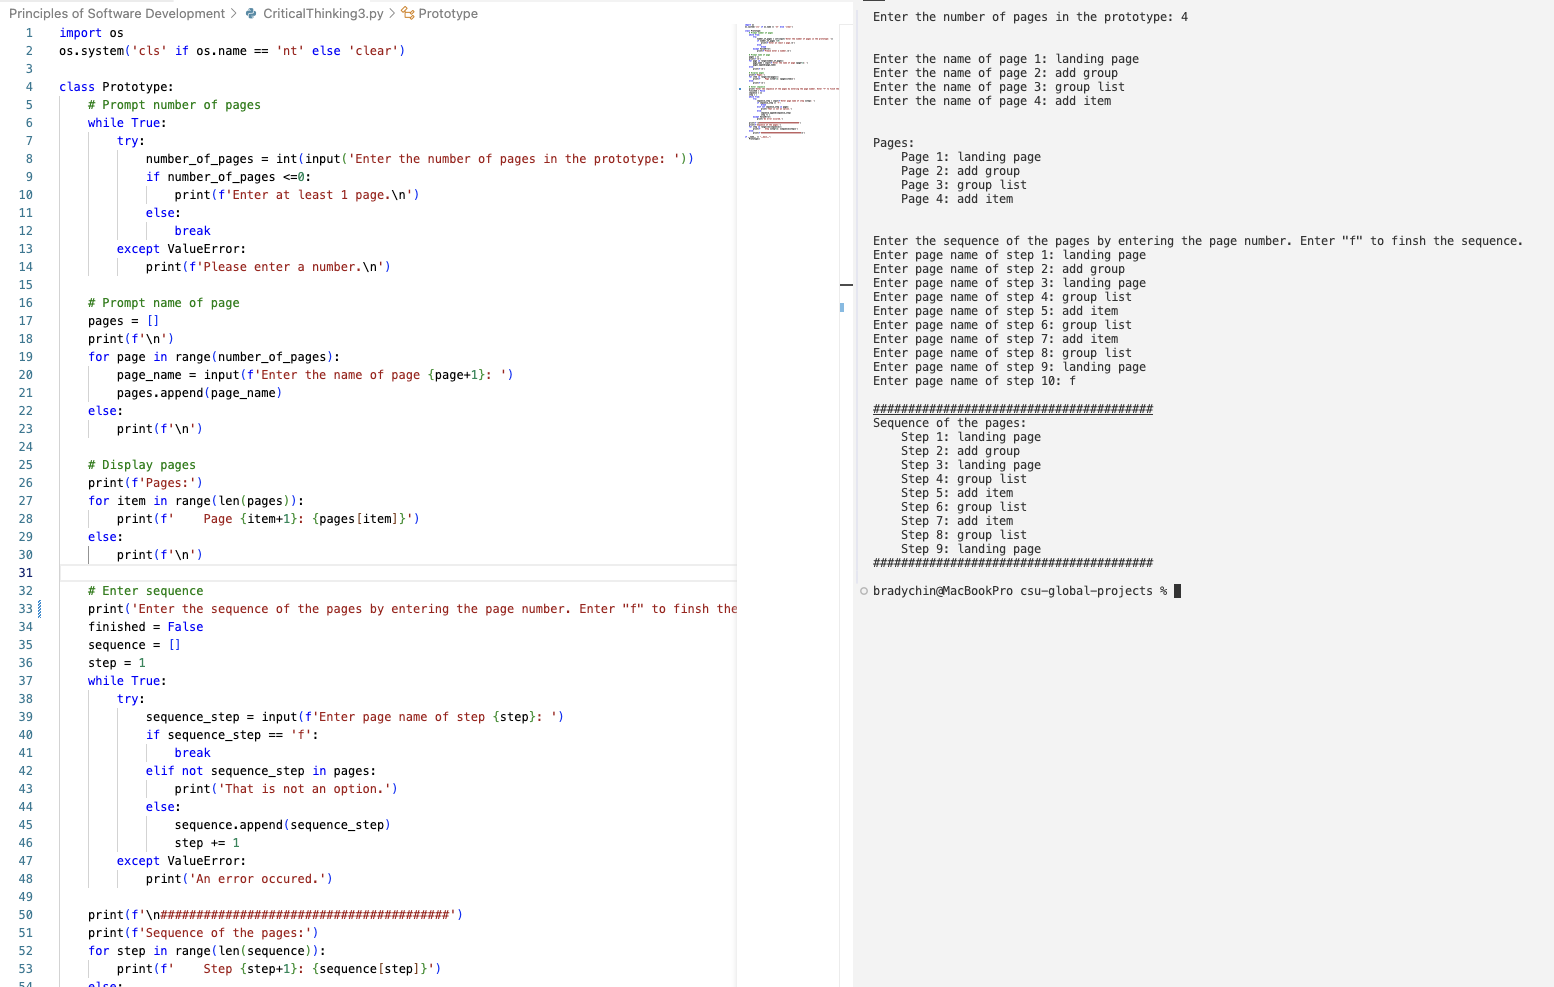 Principles of Software Development > CriticalThinking3.py > Prototype
1 import os
2 os.system('cls' if os.name == 'nt' else 'clear')
3
4 class Prototype:
5 # Prompt number of pages
6 while True:
7 try:
8 number_of_pages = int(input('Enter the number of pages in the prototype: '))
9 if number_of_pages <=0:
10 print(f'Enter at least 1 page.\n')
11 else:
12 break
13 except ValueError:
14 print(f'Please enter a number.\n')
15
16 # Prompt name of page
17 pages = []
18 print(f'\n')
19 for page in range(number_of_pages):
20 page_name = input(f'Enter the name of page {page+1}: ')
21 pages.append(page_name)
22 else:
23 print(f'\n')
24
25 # Display pages
26 print(f'Pages:')
27 for item in range(len(pages)):
28 print(f'    Page {item+1}: {pages[item]}')
29 else:
30 print(f'\n')
31
32 # Enter sequence
33 print('Enter the sequence of the pages by entering the page number. Enter "f" to finsh the
34 finished = False
35 sequence = []
36 step = 1
37 while True:
38 try:
39 sequence_step = input(f'Enter page name of step {step}: ')
40 if sequence_step == 'f':
41 break
42 elif not sequence_step in pages:
43 print('That is not an option.')
44 else:
45 sequence.append(sequence_step)
46 step += 1
47 except ValueError:
48 print('An error occured.')
49
50 print(f'\n########################################')
51 print(f'Sequence of the pages:')
52 for step in range(len(sequence)):
53 print(f'    Step {step+1}: {sequence[step]}')
54 else:
Enter the number of pages in the prototype: 4
Enter the name of page 1: landing page
Enter the name of page 2: add group
Enter the name of page 3: group list
Enter the name of page 4: add item
Pages:
Page 1: landing page
Page 2: add group
Page 3: group list
Page 4: add item
Enter the sequence of the pages by entering the page number. Enter "f" to finsh the sequence.
Enter page name of step 1: landing page
Enter page name of step 2: add group
Enter page name of step 3: landing page
Enter page name of step 4: group list
Enter page name of step 5: add item
Enter page name of step 6: group list
Enter page name of step 7: add item
Enter page name of step 8: group list
Enter page name of step 9: landing page
Enter page name of step 10: f
########################################
Sequence of the pages:
Step 1: landing page
Step 2: add group
Step 3: landing page
Step 4: group list
Step 5: add item
Step 6: group list
Step 7: add item
Step 8: group list
Step 9: landing page
########################################
bradychin@MacBookPro csu-global-projects %